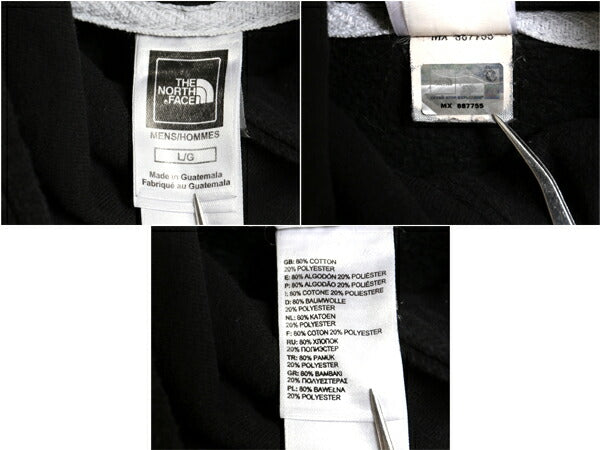 THE
NORTH
FACE
MENS/HOMMES
L/G
Made in Guatemala
Fabriqué au Guatemala
MX 887755
GB: 80% COTTON
20% POLYESTER
E: 80% ALGODÓN 20% POLIÉSTER
P: 80% ALGODÃO 20% POLIÉSTER
I: 80% COTONE 20% POLIESTERE
D: 80% BAUMWOLLE
20% POLYESTER
NL: 80% KATOEN
20% POLYESTER
F: 80% COTON 20% POLYESTER
RU: 80% ХЛОПОК
20% ПОЛИЭСТЕР
TR: 80% PAMUK
20% POLYESTER
GR: 80% ΒΑΜΒΑΚΙ
20% ΠΟΛΥΕΣΤΕΡΑΣ
PL: 80% BAWEŁNA
20% POLYESTER